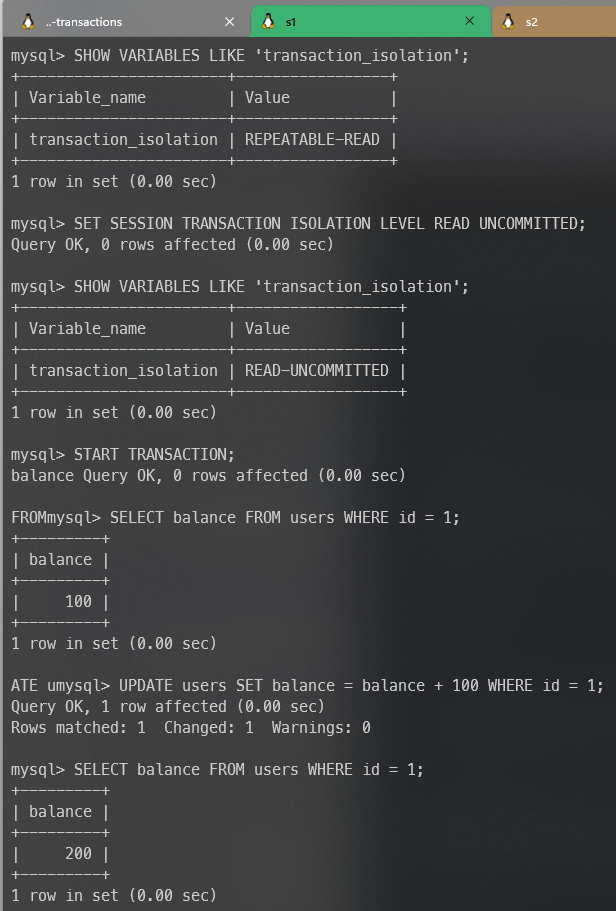 ..-transactions
s1
s2
mysql> SHOW VARIABLES LIKE 'transaction_isolation';
+-----------------------+-----------------+
| Variable_name         | Value           |
+-----------------------+-----------------+
| transaction_isolation | REPEATABLE-READ |
+-----------------------+-----------------+
1 row in set (0.00 sec)
mysql> SET SESSION TRANSACTION ISOLATION LEVEL READ UNCOMMITTED;
Query OK, 0 rows affected (0.00 sec)
mysql> SHOW VARIABLES LIKE 'transaction_isolation';
+-----------------------+------------------+
| Variable_name         | Value            |
+-----------------------+------------------+
| transaction_isolation | READ-UNCOMMITTED |
+-----------------------+------------------+
1 row in set (0.00 sec)
mysql> START TRANSACTION;
balance Query OK, 0 rows affected (0.00 sec)
FROMmysql> SELECT balance FROM users WHERE id = 1;
+---------+
| balance |
+---------+
|     100 |
+---------+
1 row in set (0.00 sec)
ATE umysql> UPDATE users SET balance = balance + 100 WHERE id = 1;
Query OK, 1 row affected (0.00 sec)
Rows matched: 1  Changed: 1  Warnings: 0
mysql> SELECT balance FROM users WHERE id = 1;
+---------+
| balance |
+---------+
|     200 |
+---------+
1 row in set (0.00 sec)